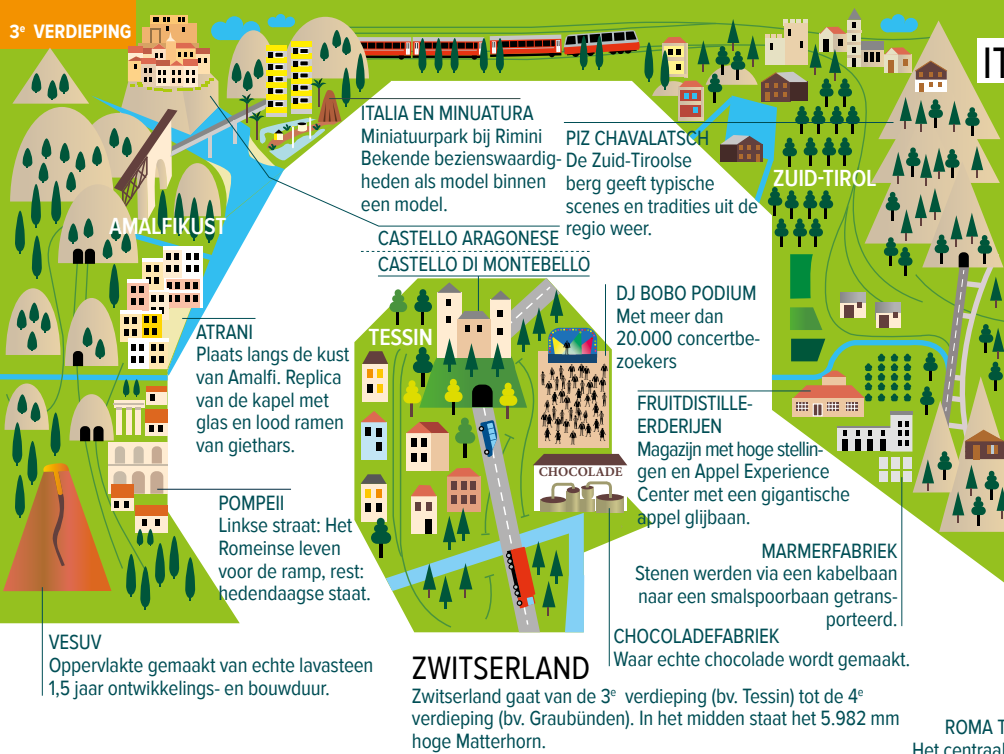 3e VERDIEPING
IT
ITALIA EN MINUATURA
Miniatuurpark bij Rimini
Bekende bezienswaardig-
heden als model binnen
een model.
PIZ CHAVALATSCH
De Zuid-Tiroolse
berg geeft typische
scenes en tradities uit de
regio weer.
ZUID-TIROL
AMALFIKUST
CASTELLO ARAGONESE
CASTELLO DI MONTEBELLO
DJ BOBO PODIUM
Met meer dan
20.000 concertbe-
zoekers
TESSIN
ATRANI
Plaats langs de kust
van Amalfi. Replica
van de kapel met
glas en lood ramen
van giethars.
FRUITDISTILLE-
ERDERIJEN
Magazijn met hoge stellin-
gen en Appel Experience
Center met een gigantische
appel glijbaan.
CHOCOLADE
POMPEII
Linkse straat: Het
Romeinse leven
voor de ramp, rest:
hedendaagse staat.
MARMERFABRIEK
Stenen werden via een kabelbaan
naar een smalspoorbaan getrans-
porteerd.
CHOCOLADEFABRIEK
Waar echte chocolade wordt gemaakt.
VESUV
Oppervlakte gemaakt van echte lavasteen
1,5 jaar ontwikkelings- en bouwduur.
ZWITSERLAND
Zwitserland gaat van de 3e verdieping (bv. Tessin) tot de 4e
verdieping (bv. Graubünden). In het midden staat het 5.982 mm
hoge Matterhorn.
ROMA T
Het centraal